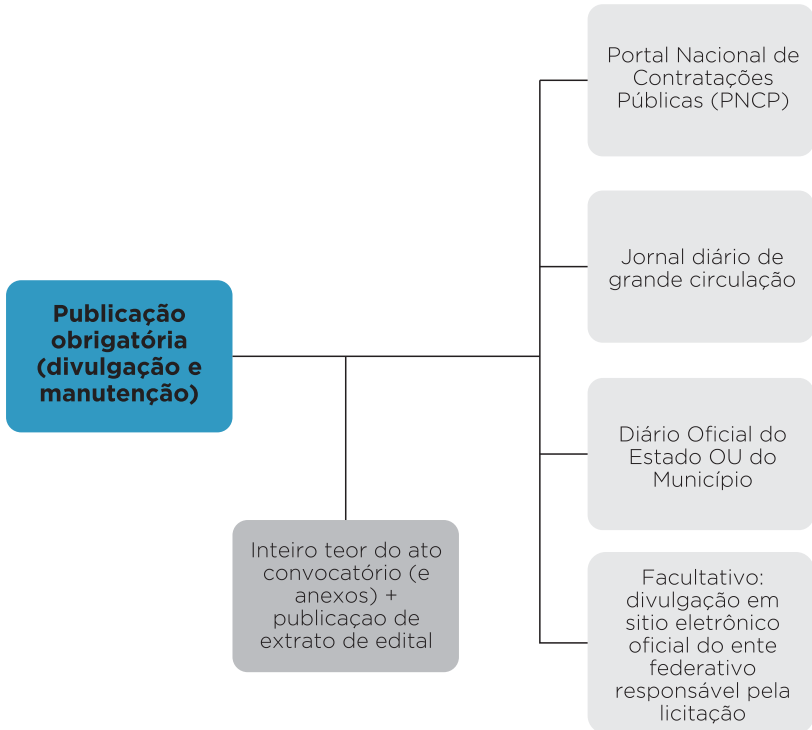 Publicação
obrigatória
(divulgação e
manutenção)
Inteiro teor do ato
convocatório (e
anexos) +
publicaçao de
extrato de edital
Portal Nacional de
Contratações
Públicas (PNCP)
Jornal diário de
grande circulação
Diário Oficial do
Estado OU do
Município
Facultativo:
divulgação em
sitio eletrônico
oficial do ente
federativo
responsável pela
licitação